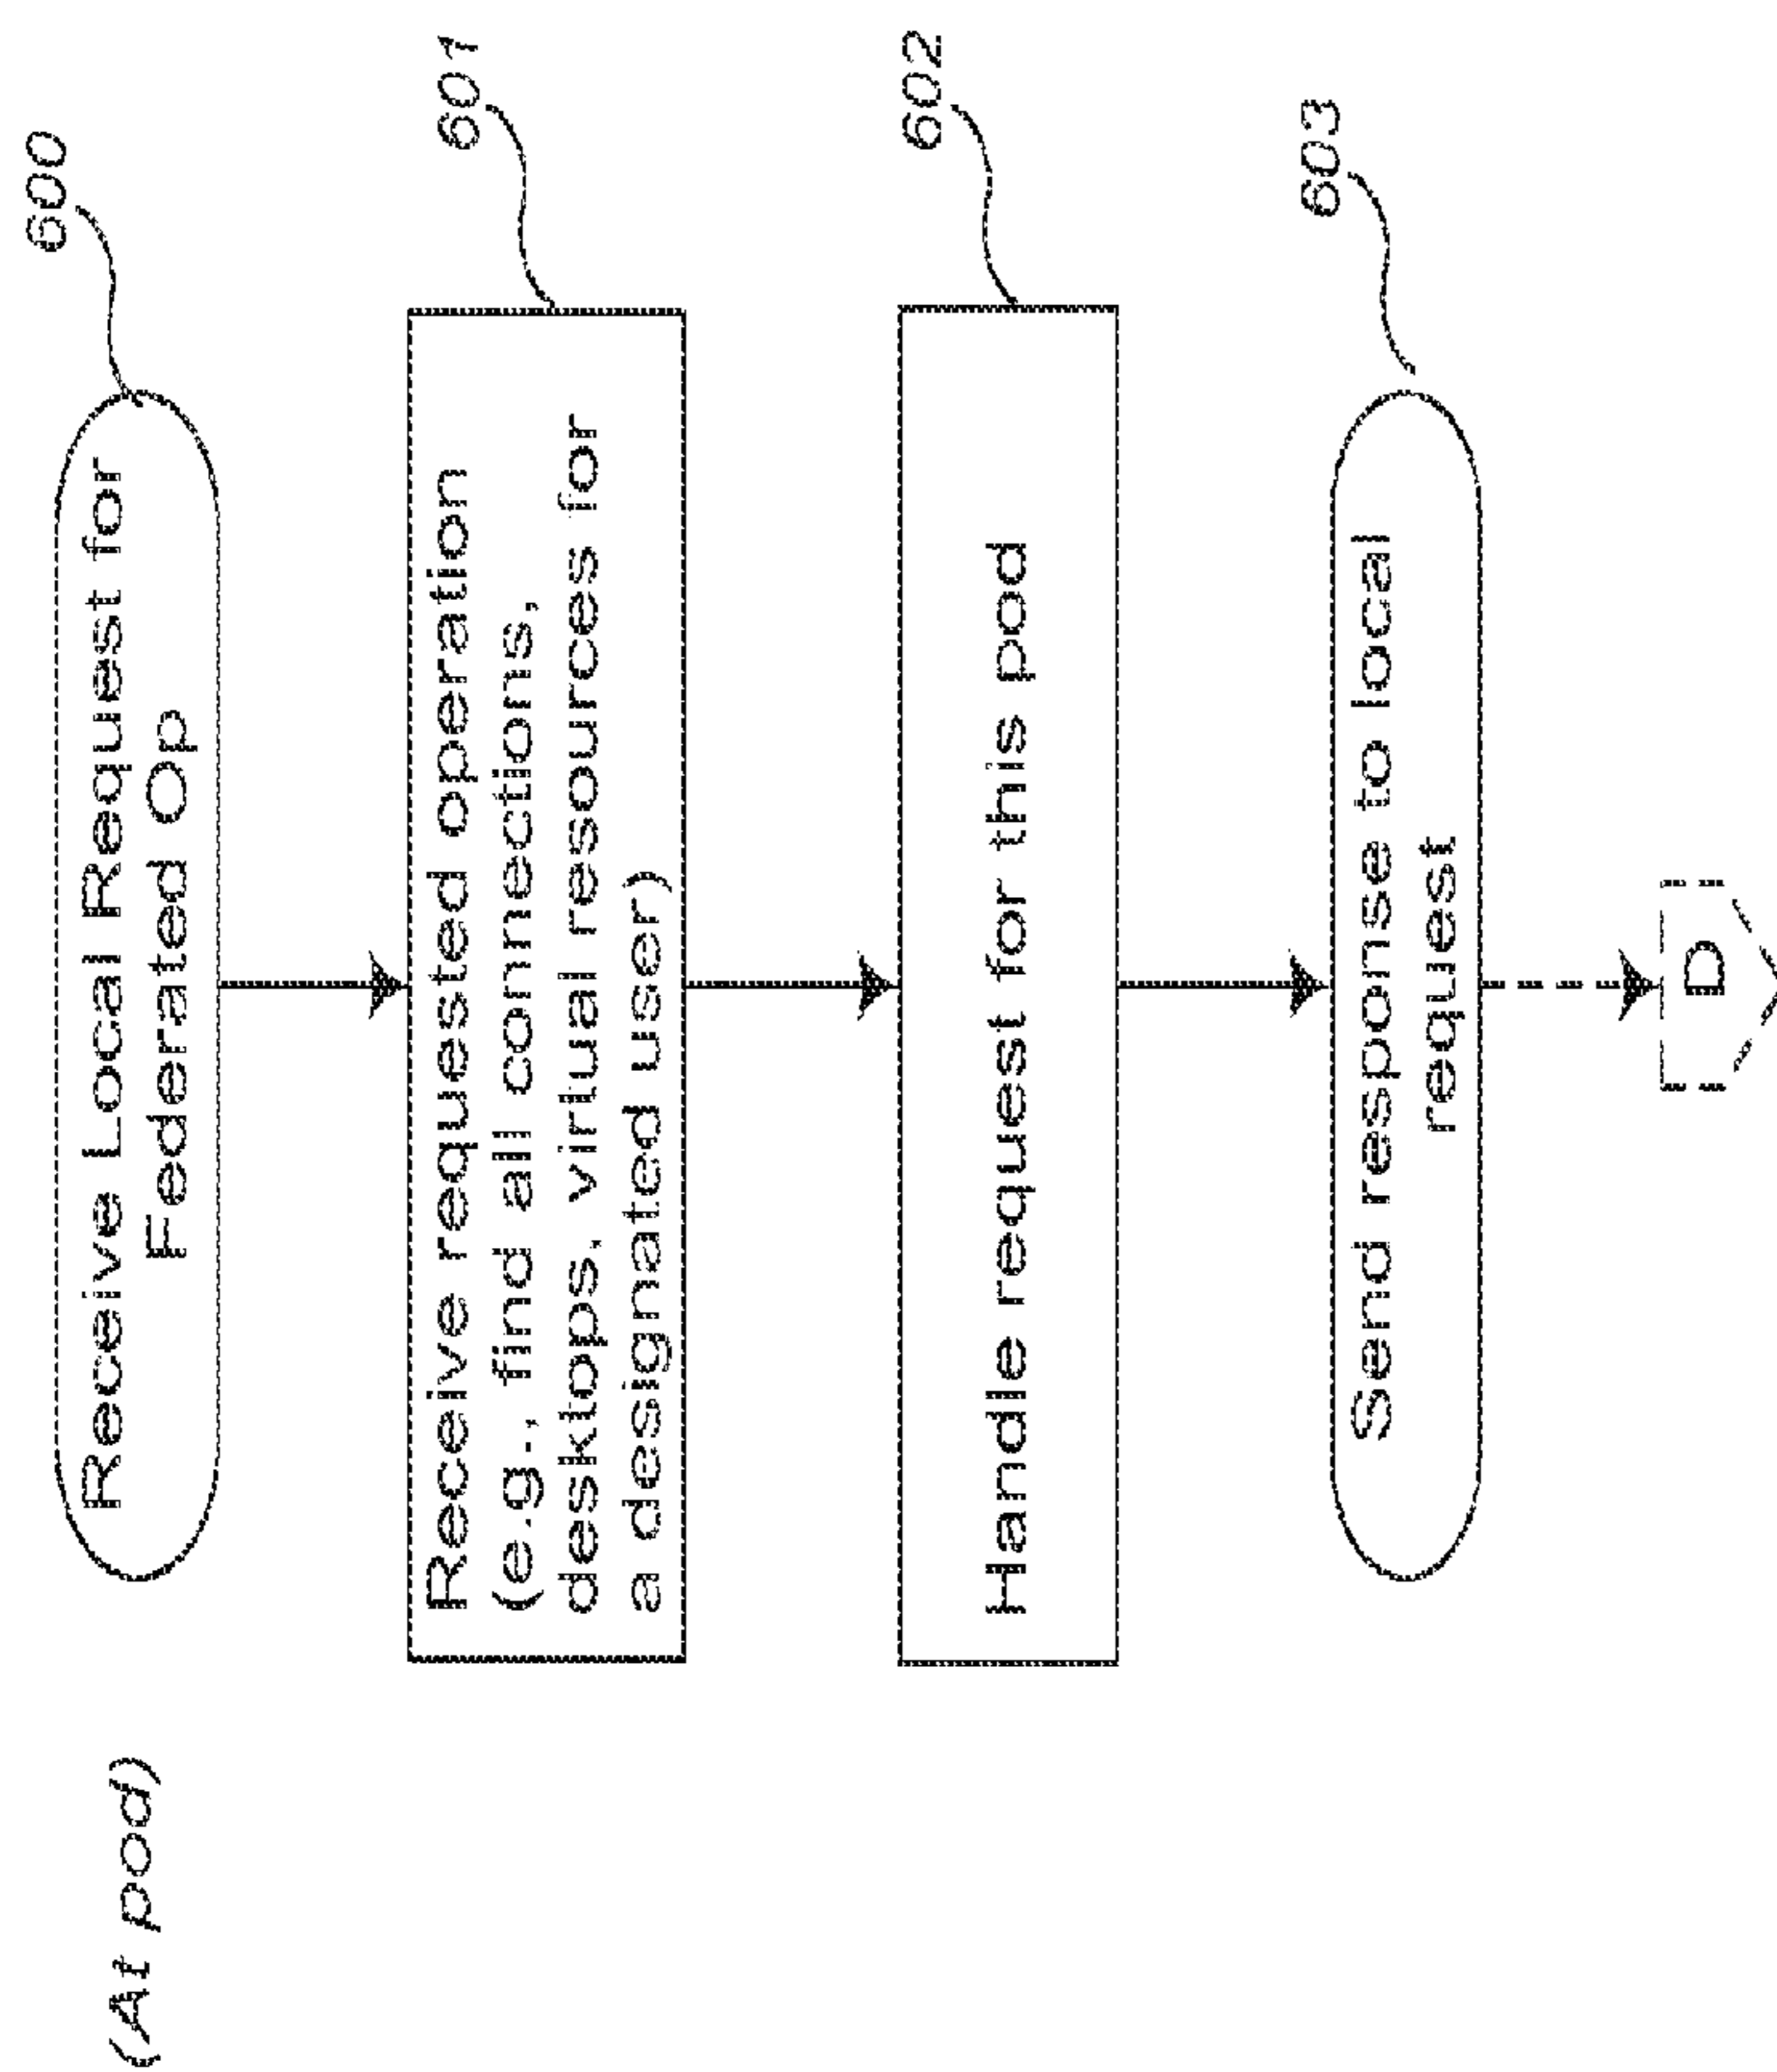 (At pod)
600
Receive Local Request for
Federated Op
601
Receive requested operation
(e.g., find all connections,
desktops, virtual resources for
a designated user)
602
Handle request for this pod
603
Send response to local
request
D